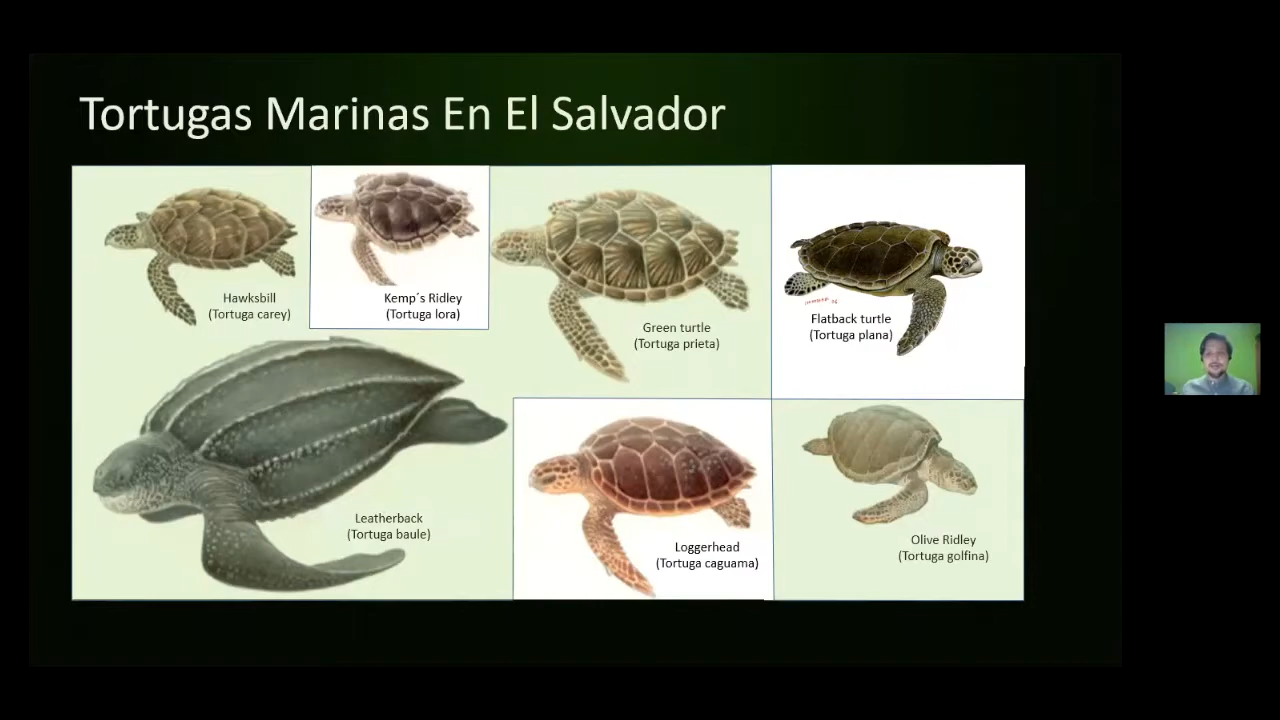 Tortugas Marinas En El Salvador
Hawksbill
(Tortuga carey)
Kemp´s Ridley
(Tortuga lora)
Green turtle
(Tortuga prieta)
Flatback turtle
(Tortuga plana)
Leatherback
(Tortuga baule)
Loggerhead
(Tortuga caguama)
Olive Ridley
(Tortuga golfina)